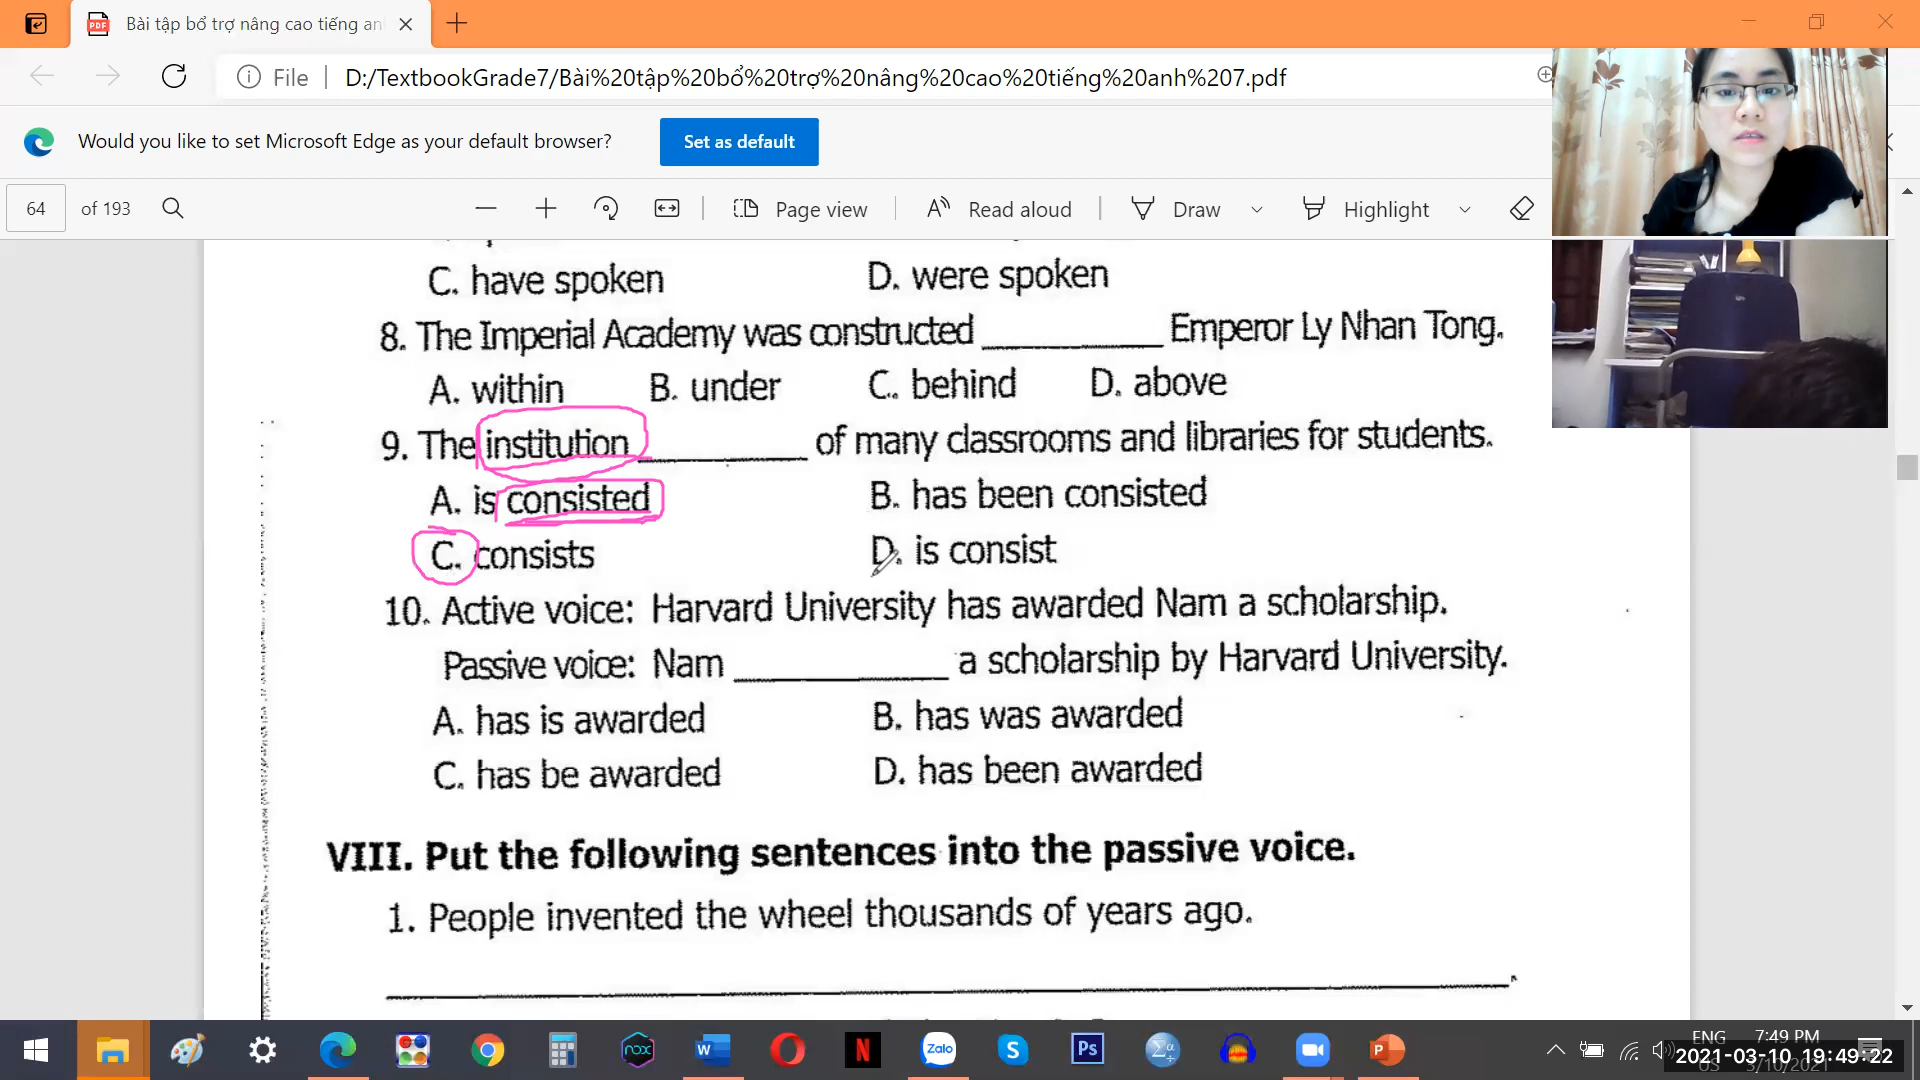 Bài tập bổ trợ nâng cao tiếng an
File
D:/TextbookGrade7/Bài%20tập%20bổ%20trợ%20nâng%20cao%20tiếng%20anh%207.pdf
Would you like to set Microsoft Edge as your default browser?
Set as default
64 of 193
Page view
Read aloud
Draw
Highlight
C. have spoken D. were spoken
8. The Imperial Academy was constructed __________ Emperor Ly Nhan Tong.
A. within B. under C. behind D. above
9. The institution __________ of many classrooms and libraries for students.
A. is consisted B. has been consisted
C. consists D. is consist
10. Active voice: Harvard University has awarded Nam a scholarship.
Passive voice: Nam __________ a scholarship by Harvard University.
A. has is awarded B. has was awarded
C. has be awarded D. has been awarded
VIII. Put the following sentences into the passive voice.
1. People invented the wheel thousands of years ago.
Zalo
Ps
ENG 7:49 PM
2021-03-10 19:49:22